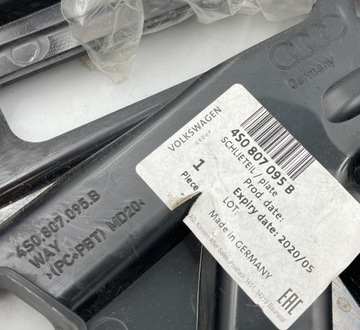 Germany
VOLKSWAGEN
GROUP
4S0 807 095 B
SCHLIETEIL / plate
1
Piece
Prod. date:
Expiry date: 2020/05
LOT:
Made in GERMANY
EAC
4S0 807 095 B
WAY
>(PC+PBT) MD20<